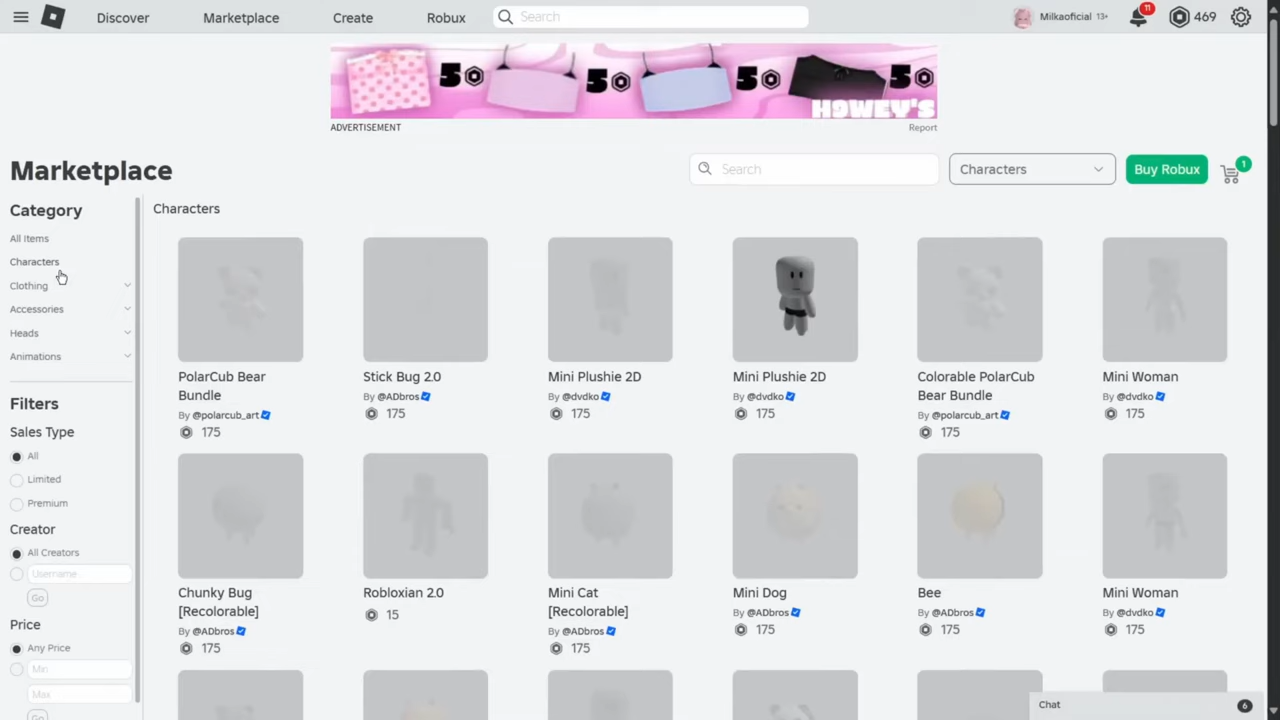 Discover
Marketplace
Create
Robux
Search
Milkaoficial 13+
11
469
50
50
50
50
HOWEY'S
ADVERTISEMENT
Report
Marketplace
Search
Characters
Buy Robux
1
Category
All Items
Characters
Clothing
Accessories
Heads
Animations
Filters
Sales Type
All
Limited
Premium
Creator
All Creators
Username
Go
Price
Any Price
Min
Max
Go
Characters
PolarCub Bear
Bundle
By @polarcub_art
175
Stick Bug 2.0
By @ADbros
175
Mini Plushie 2D
By @dvdko
175
Mini Plushie 2D
By @dvdko
175
Colorable PolarCub
Bear Bundle
By @polarcub_art
175
Mini Woman
By @dvdko
175
Chunky Bug
[Recolorable]
By @ADbros
175
Robloxian 2.0
15
Mini Cat
[Recolorable]
By @ADbros
175
Mini Dog
By @ADbros
175
Bee
By @ADbros
175
Mini Woman
By @dvdko
175
Chat
6